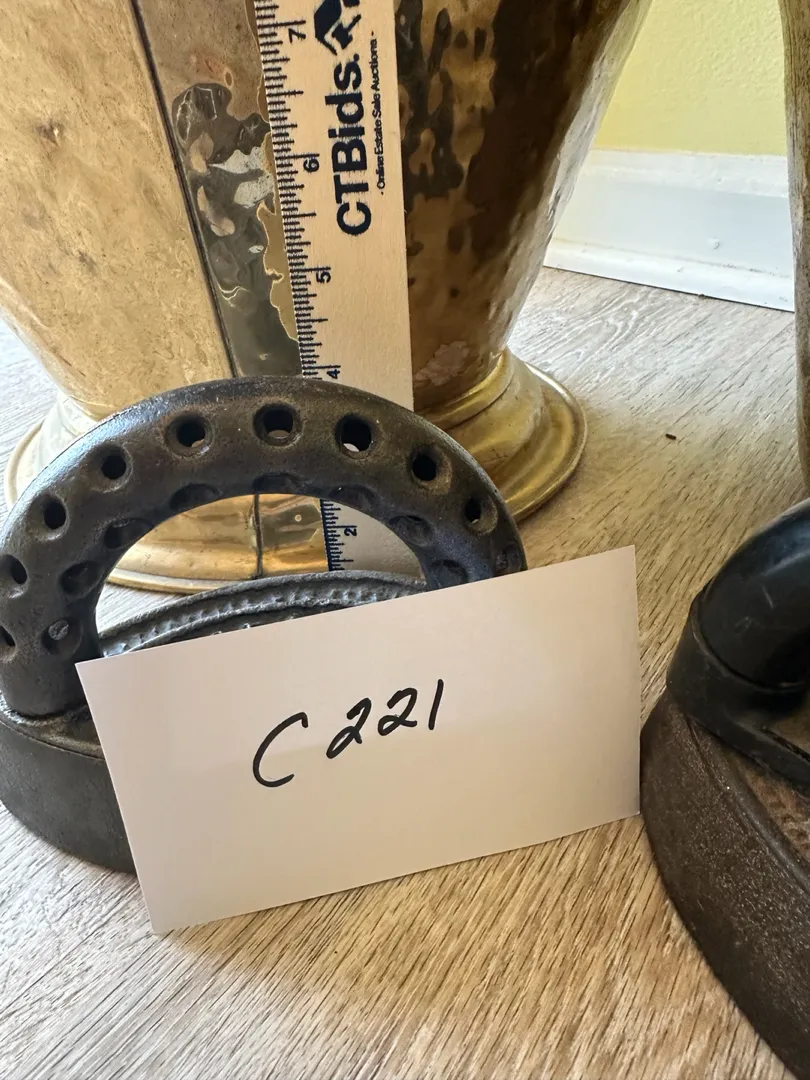 7
6
CTBids.
- Online Estate Sale Auctions -
5
4
2
C221